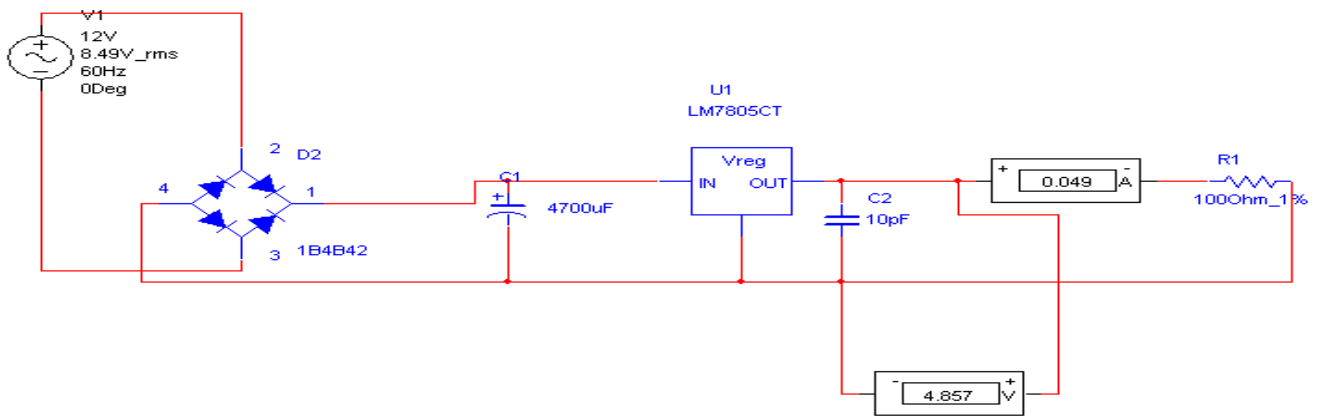 V1
12V
8.49V_rms
60Hz
0Deg
+
−
2
D2
4
1
3
1B4B42
C1
+
4700uF
U1
LM7805CT
Vreg
IN OUT
C2
10pF
+ -
0.049 A
R1
100Ohm_1%
- +
4.857 V